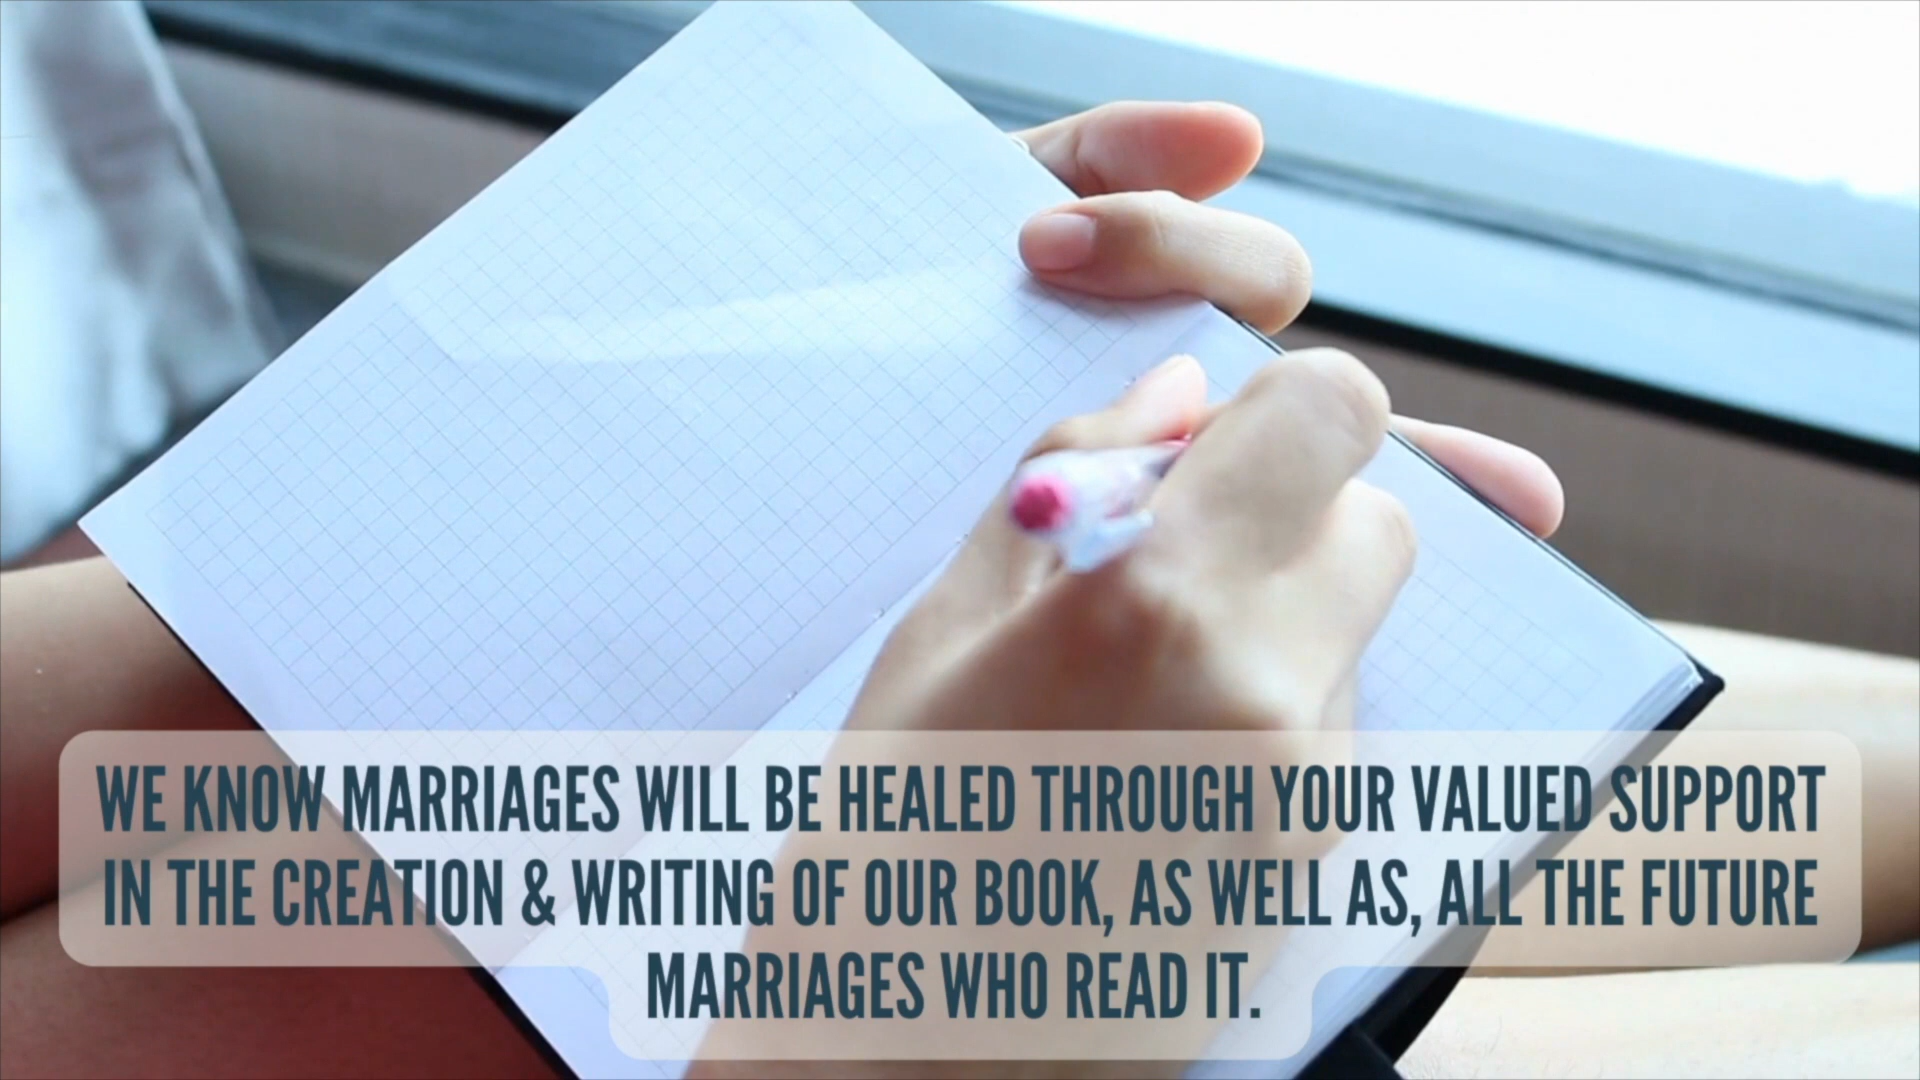 WE KNOW MARRIAGES WILL BE HEALED THROUGH YOUR VALUED SUPPORT
IN THE CREATION & WRITING OF OUR BOOK, AS WELL AS, ALL THE FUTURE
MARRIAGES WHO READ IT.